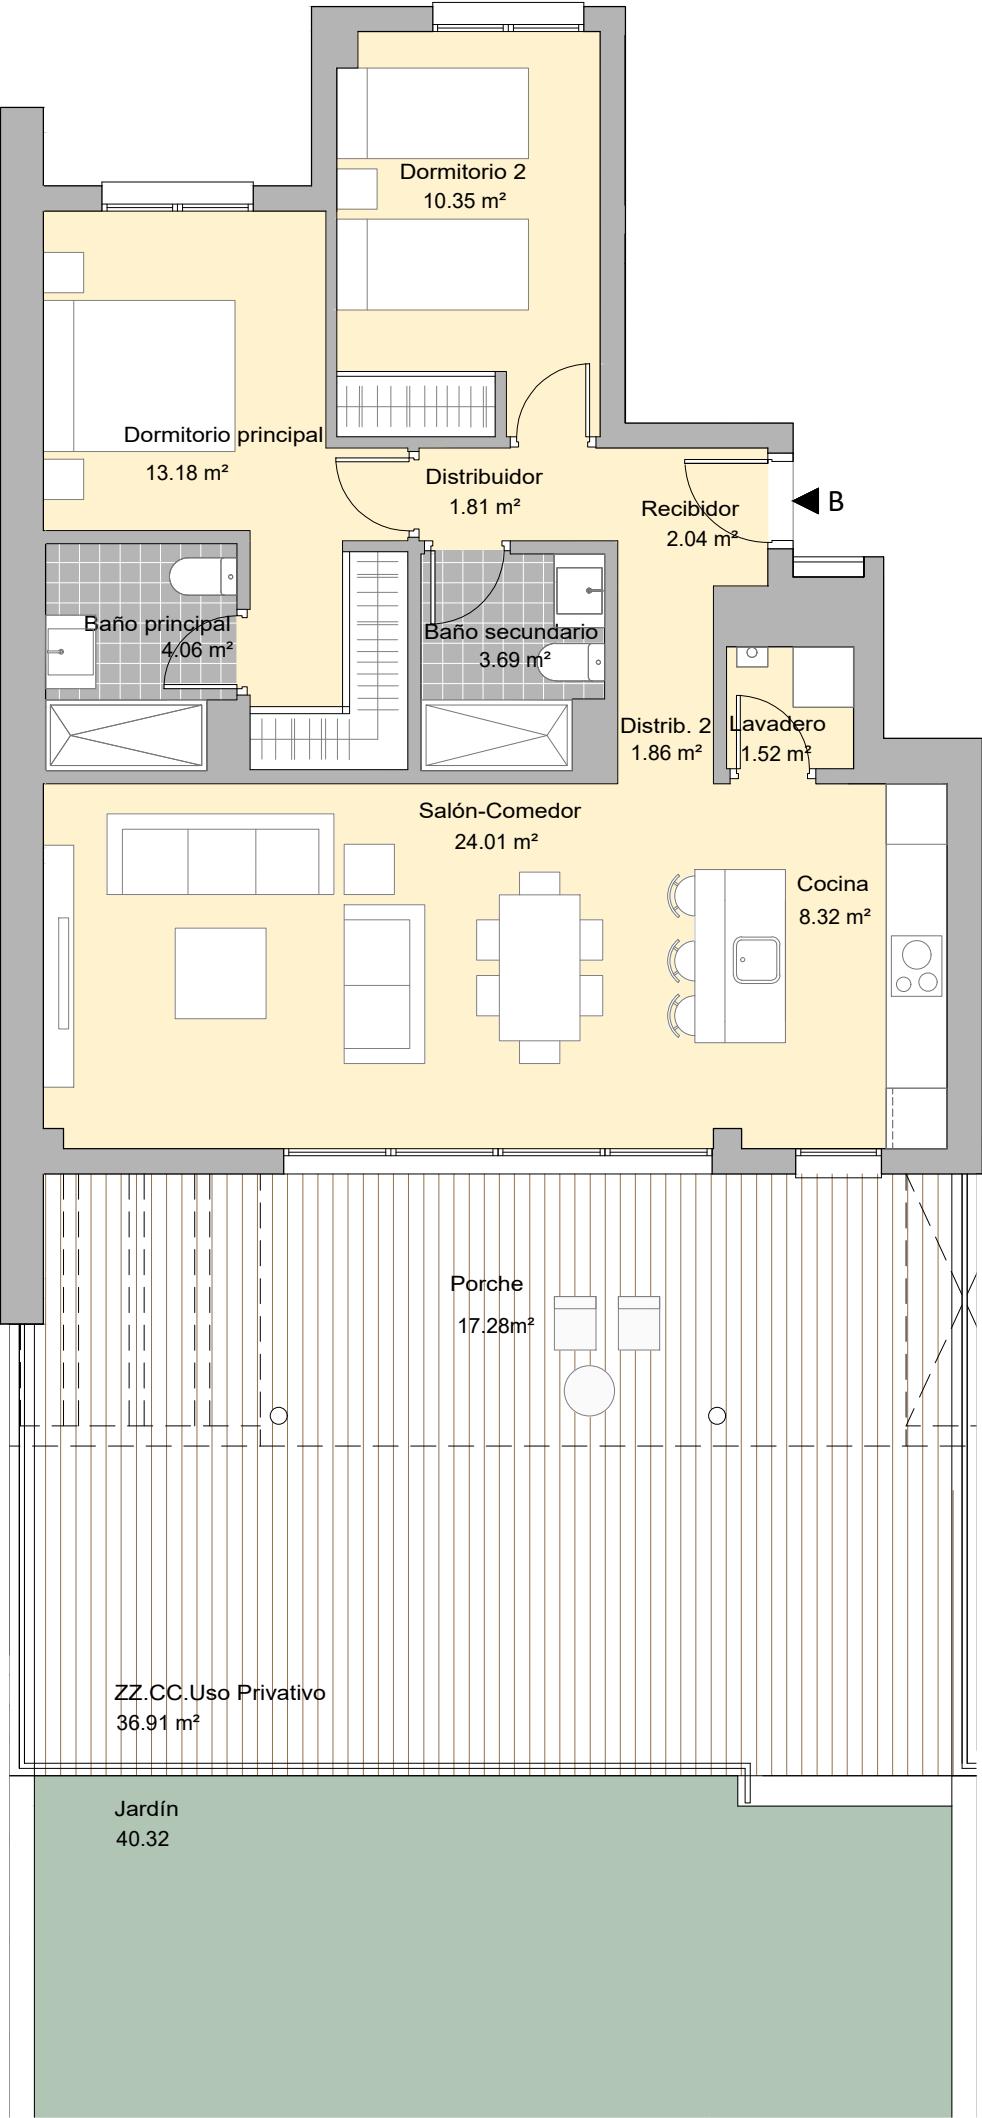 Dormitorio 2
10.35 m²
Dormitorio principal
13.18 m²
Distribuidor
1.81 m²
Recibidor
2.04 m²
B
Baño principal
4.06 m²
Baño secundario
3.69 m²
Distrib. 2
1.86 m²
Lavadero
1.52 m²
Salón-Comedor
24.01 m²
Cocina
8.32 m²
Porche
17.28m²
ZZ.CC.Uso Privativo
36.91 m²
Jardín
40.32